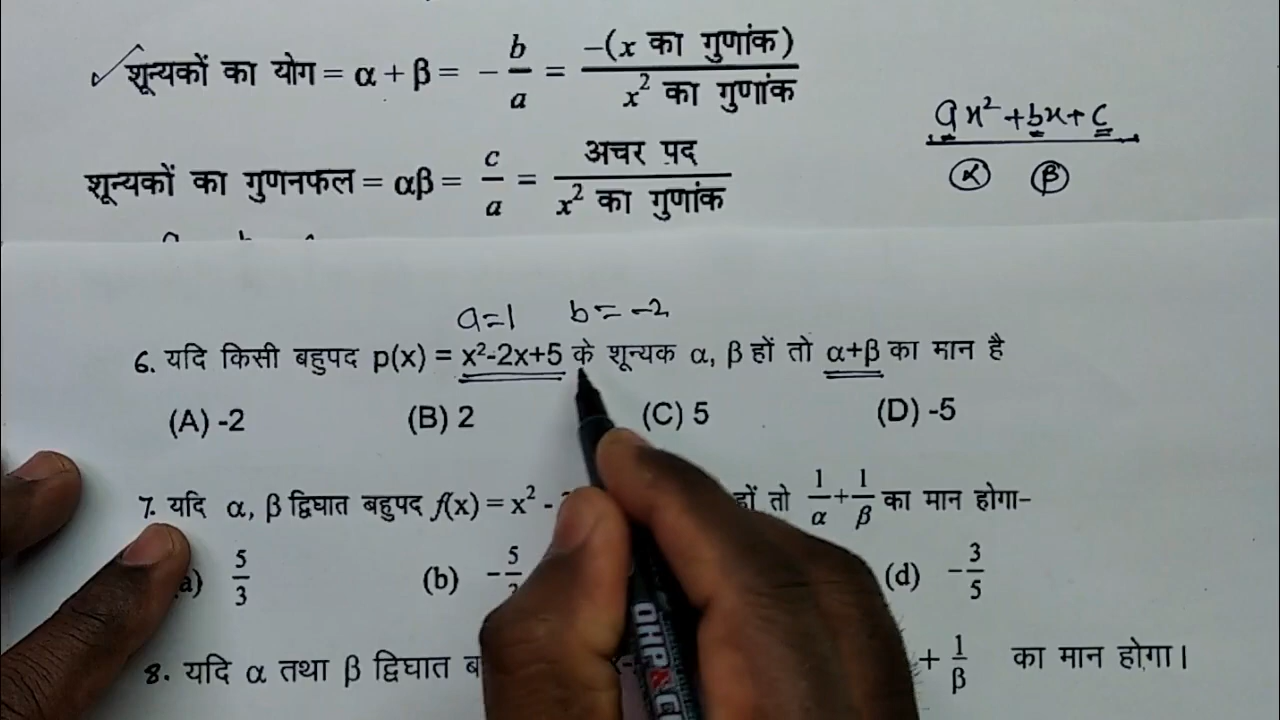 शून्यकों का योग = α + β = - b/a = -(x का गुणांक)/x² का गुणांक
ax²+bx+c
α β
शून्यकों का गुणनफल = αβ = c/a = अचर पद/x² का गुणांक
a=1 b=-2
6. यदि किसी बहुपद p(x) = x²-2x+5 के शून्यक α, β हों तो α+β का मान है
(A) -2 (B) 2 (C) 5 (D) -5
7. यदि α, β द्विघात बहुपद f(x) = x² - हों तो 1/α + 1/β का मान होगा-
5/3 (b) (d) -3/5
8. यदि α तथा β द्विघात + 1/β का मान होगा।